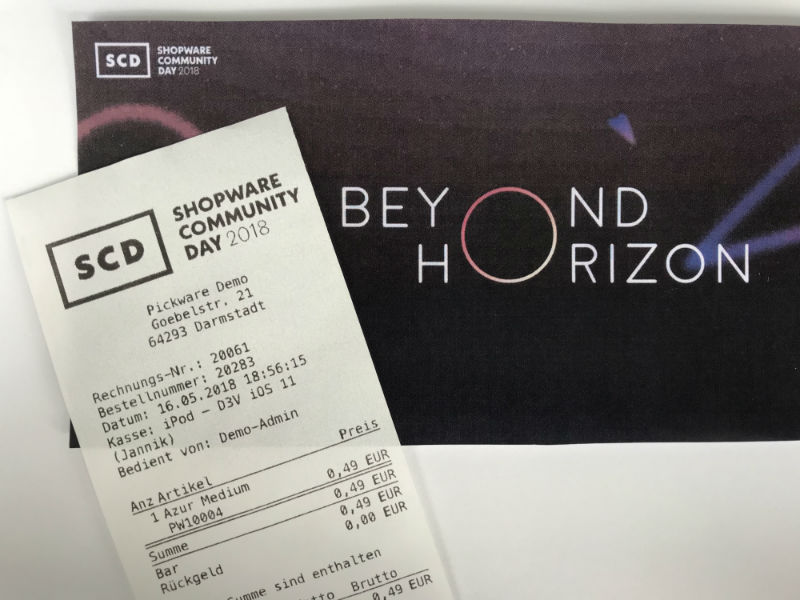 SCD
SHOPWARE
COMMUNITY
DAY 2018
BEYOND
HORIZON
SCD
SHOPWARE
COMMUNITY
DAY 2018
Pickware Demo
Goebelstr. 21
64293 Darmstadt
Rechnungs-Nr.: 20061
Bestellnummer: 20283
Datum: 16.05.2018 18:56:15
Kasse: iPod – D3V iOS 11
(Jannik)
Bedient von: Demo-Admin
Preis
Anz Artikel
1 Azur Medium 0,49 EUR
PW10004
Summe 0,49 EUR
Bar 0,49 EUR
Rückgeld 0,00 EUR
Summe sind enthalten
Brutto
0,49 EUR